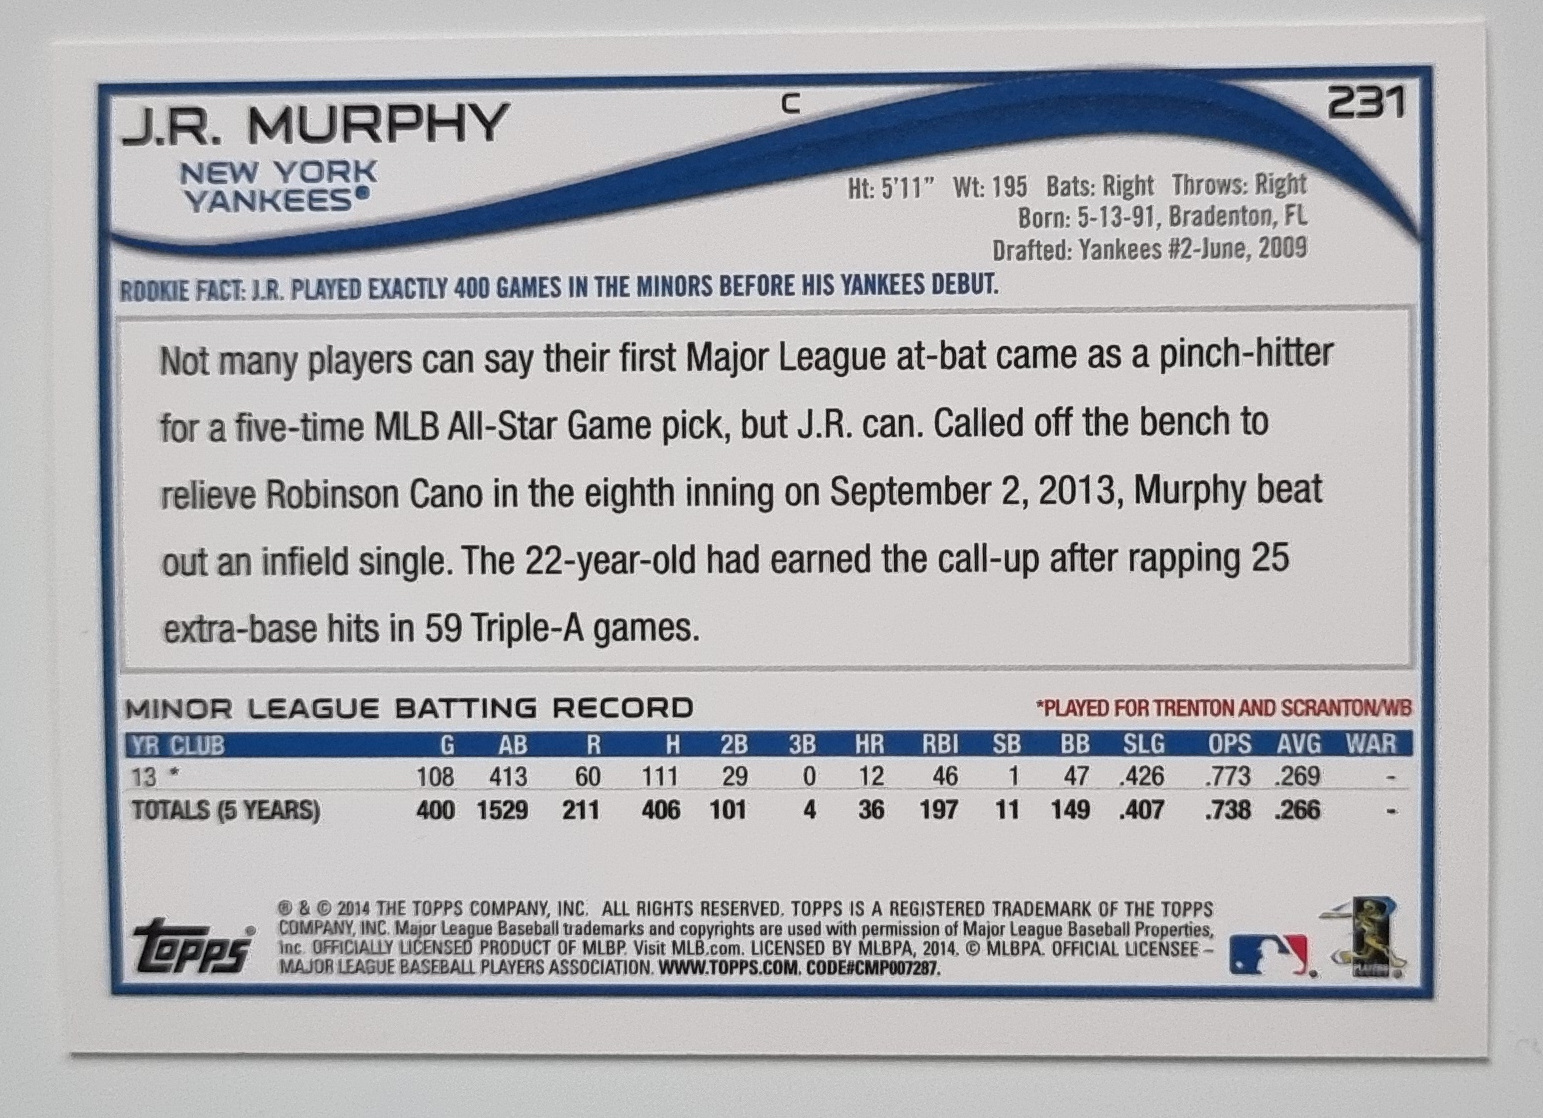 J.R. MURPHY
C
231
NEW YORK
YANKEES®
Ht: 5'11" Wt: 195 Bats: Right Throws: Right
Born: 5-13-91, Bradenton, FL
Drafted: Yankees #2-June, 2009
ROOKIE FACT: J.R. PLAYED EXACTLY 400 GAMES IN THE MINORS BEFORE HIS YANKEES DEBUT.
Not many players can say their first Major League at-bat came as a pinch-hitter
for a five-time MLB All-Star Game pick, but J.R. can. Called off the bench to
relieve Robinson Cano in the eighth inning on September 2, 2013, Murphy beat
out an infield single. The 22-year-old had earned the call-up after rapping 25
extra-base hits in 59 Triple-A games.
MINOR LEAGUE BATTING RECORD *PLAYED FOR TRENTON AND SCRANTON/WB
YR CLUB G AB R H 2B 3B HR RBI SB BB SLG OPS AVG WAR
13 * 108 413 60 111 29 0 12 46 1 47 .426 .773 .269 -
TOTALS (5 YEARS) 400 1529 211 406 101 4 36 197 11 149 .407 .738 .266 -
® & © 2014 THE TOPPS COMPANY, INC. ALL RIGHTS RESERVED. TOPPS IS A REGISTERED TRADEMARK OF THE TOPPS
COMPANY, INC. Major League Baseball trademarks and copyrights are used with permission of Major League Baseball Properties,
Inc. OFFICIALLY LICENSED PRODUCT OF MLBP. Visit MLB.com. LICENSED BY MLBPA, 2014. © MLBPA. OFFICIAL LICENSEE –
MAJOR LEAGUE BASEBALL PLAYERS ASSOCIATION. WWW.TOPPS.COM. CODE#CMP007287.
Topps®
PLAYERS